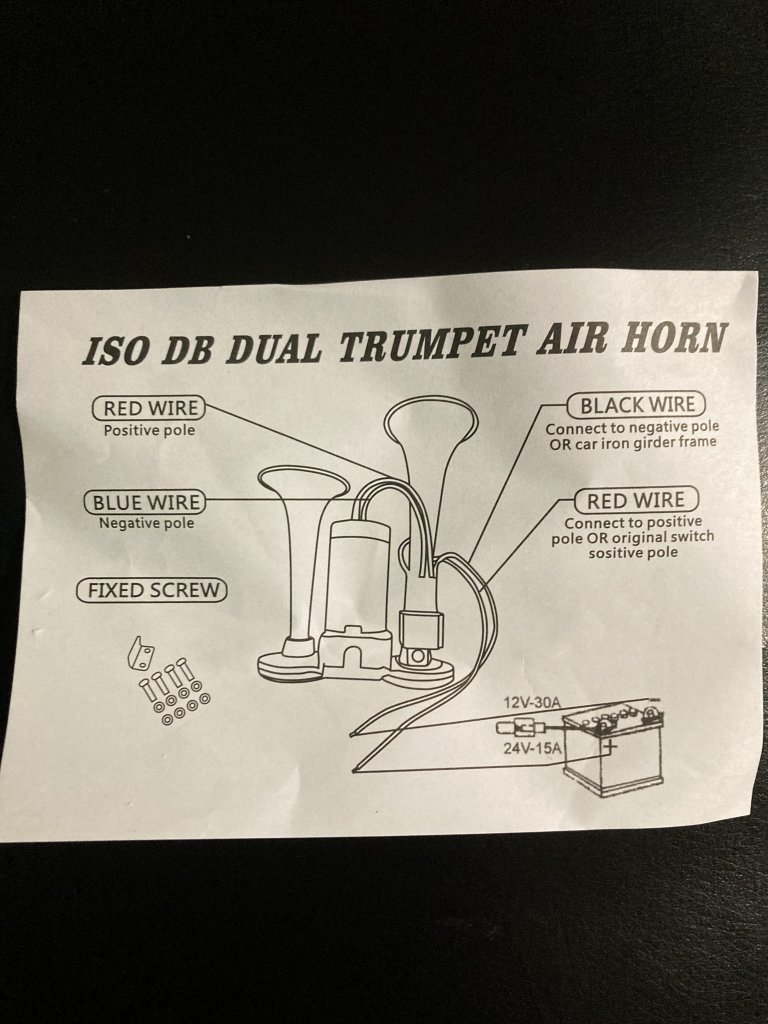 ISO DB DUAL TRUMPET AIR HORN
RED WIRE
Positive pole
BLUE WIRE
Negative pole
FIXED SCREW
BLACK WIRE
Connect to negative pole
OR car iron girder frame
RED WIRE
Connect to positive
pole OR original switch
sositive pole
12V-30A
24V-15A
−
+